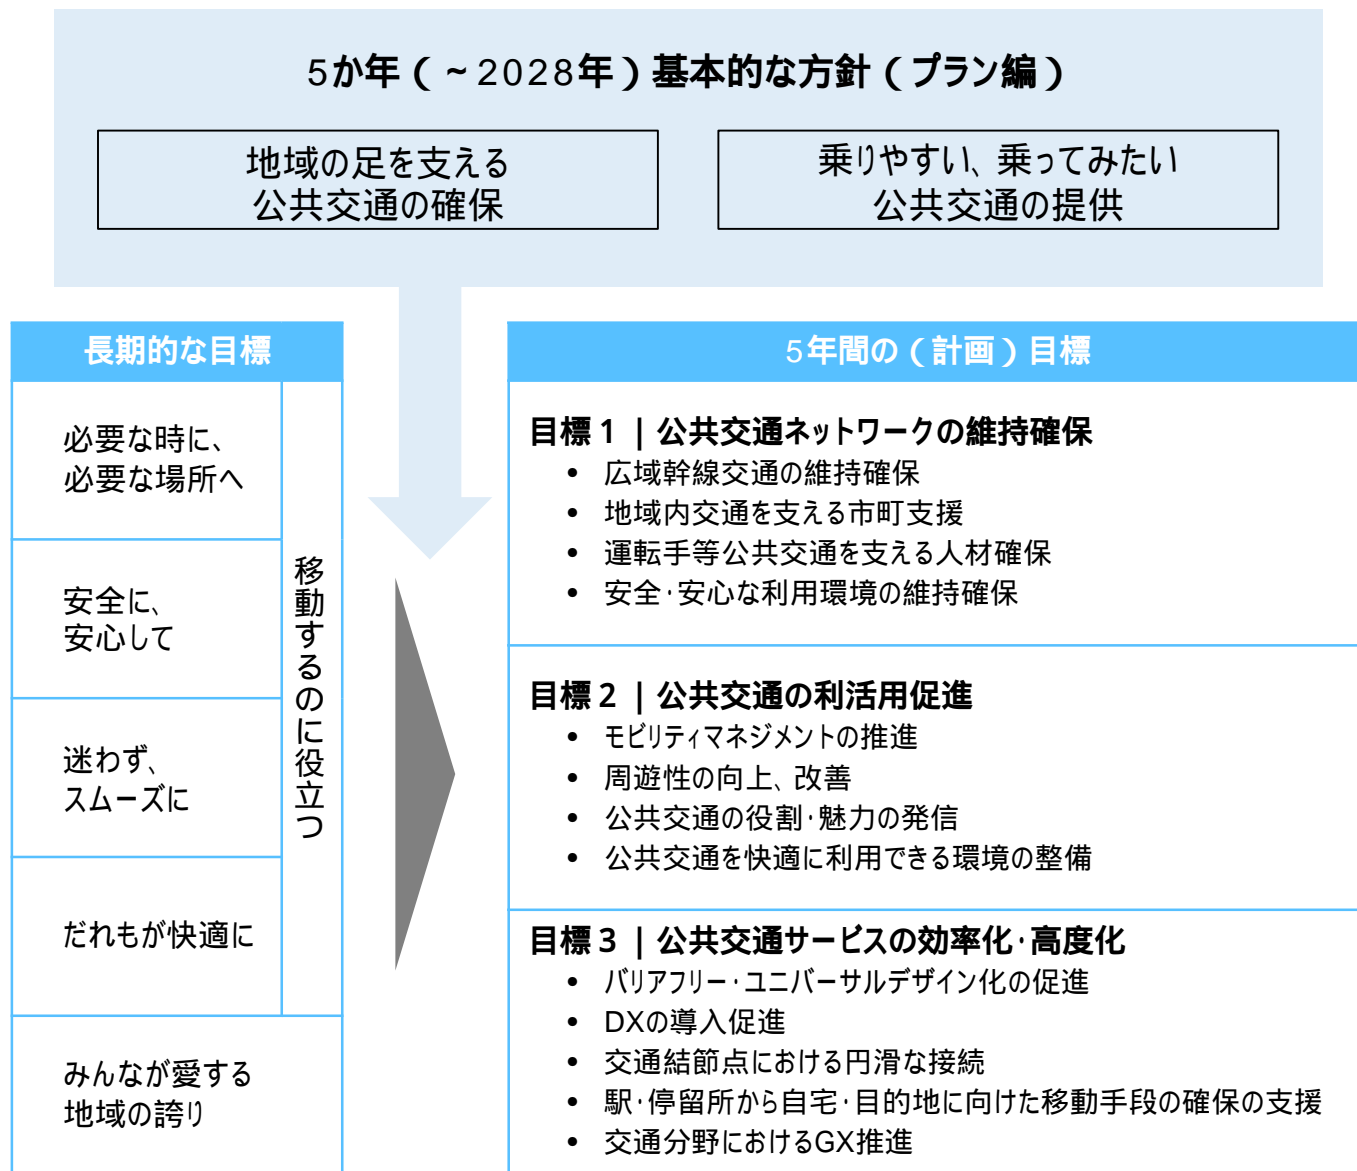 5か年（～2028年）基本的な方針（プラン編）
地域の足を支える
公共交通の確保
乗りやすい、乗ってみたい
公共交通の提供
長期的な目標
必要な時に、
必要な場所へ
安全に、
安心して
迷わず、
スムーズに
だれもが快適に
移動するのに役立つ
みんなが愛する
地域の誇り
5年間の（計画）目標
目標1｜公共交通ネットワークの維持確保
• 広域幹線交通の維持確保
• 地域内交通を支える市町支援
• 運転手等公共交通を支える人材確保
• 安全・安心な利用環境の維持確保
目標2｜公共交通の利活用促進
• モビリティマネジメントの推進
• 周遊性の向上、改善
• 公共交通の役割・魅力の発信
• 公共交通を快適に利用できる環境の整備
目標3｜公共交通サービスの効率化・高度化
• バリアフリー・ユニバーサルデザイン化の促進
• DXの導入促進
• 交通結節点における円滑な接続
• 駅・停留所から自宅・目的地に向けた移動手段の確保の支援
• 交通分野におけるGX推進